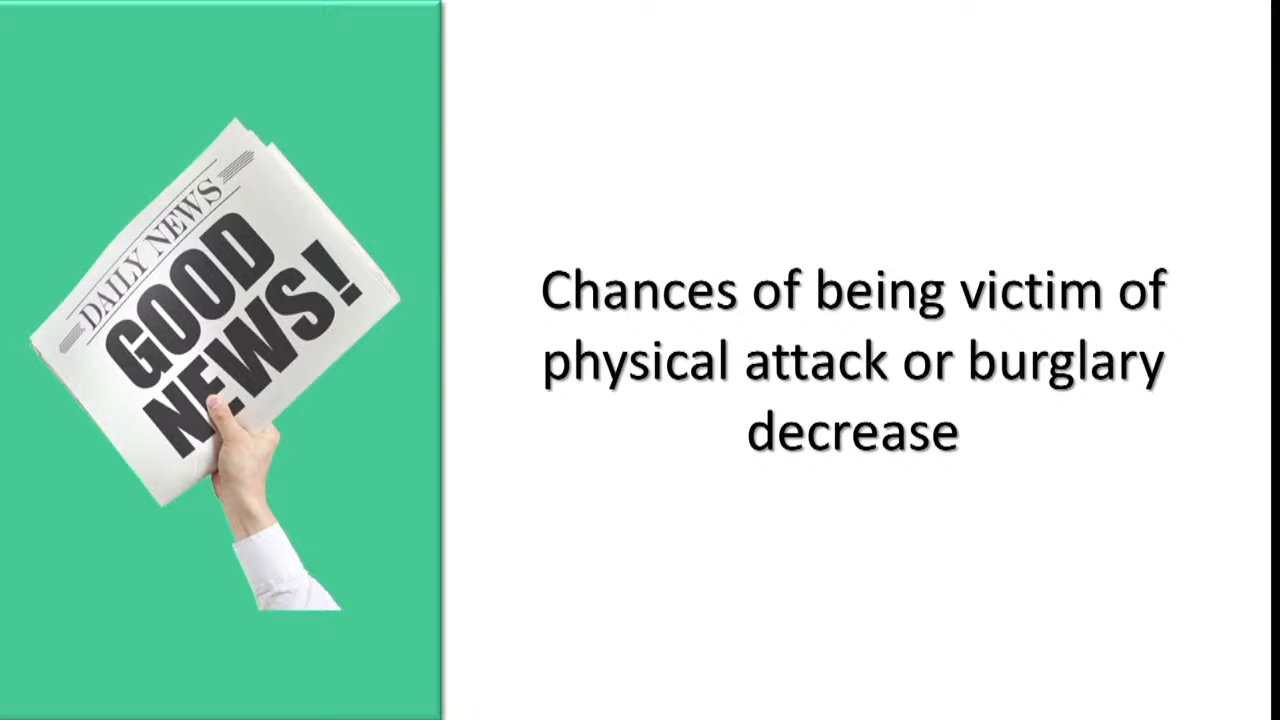 DAILY NEWS
GOOD
NEWS!
Chances of being victim of
physical attack or burglary
decrease